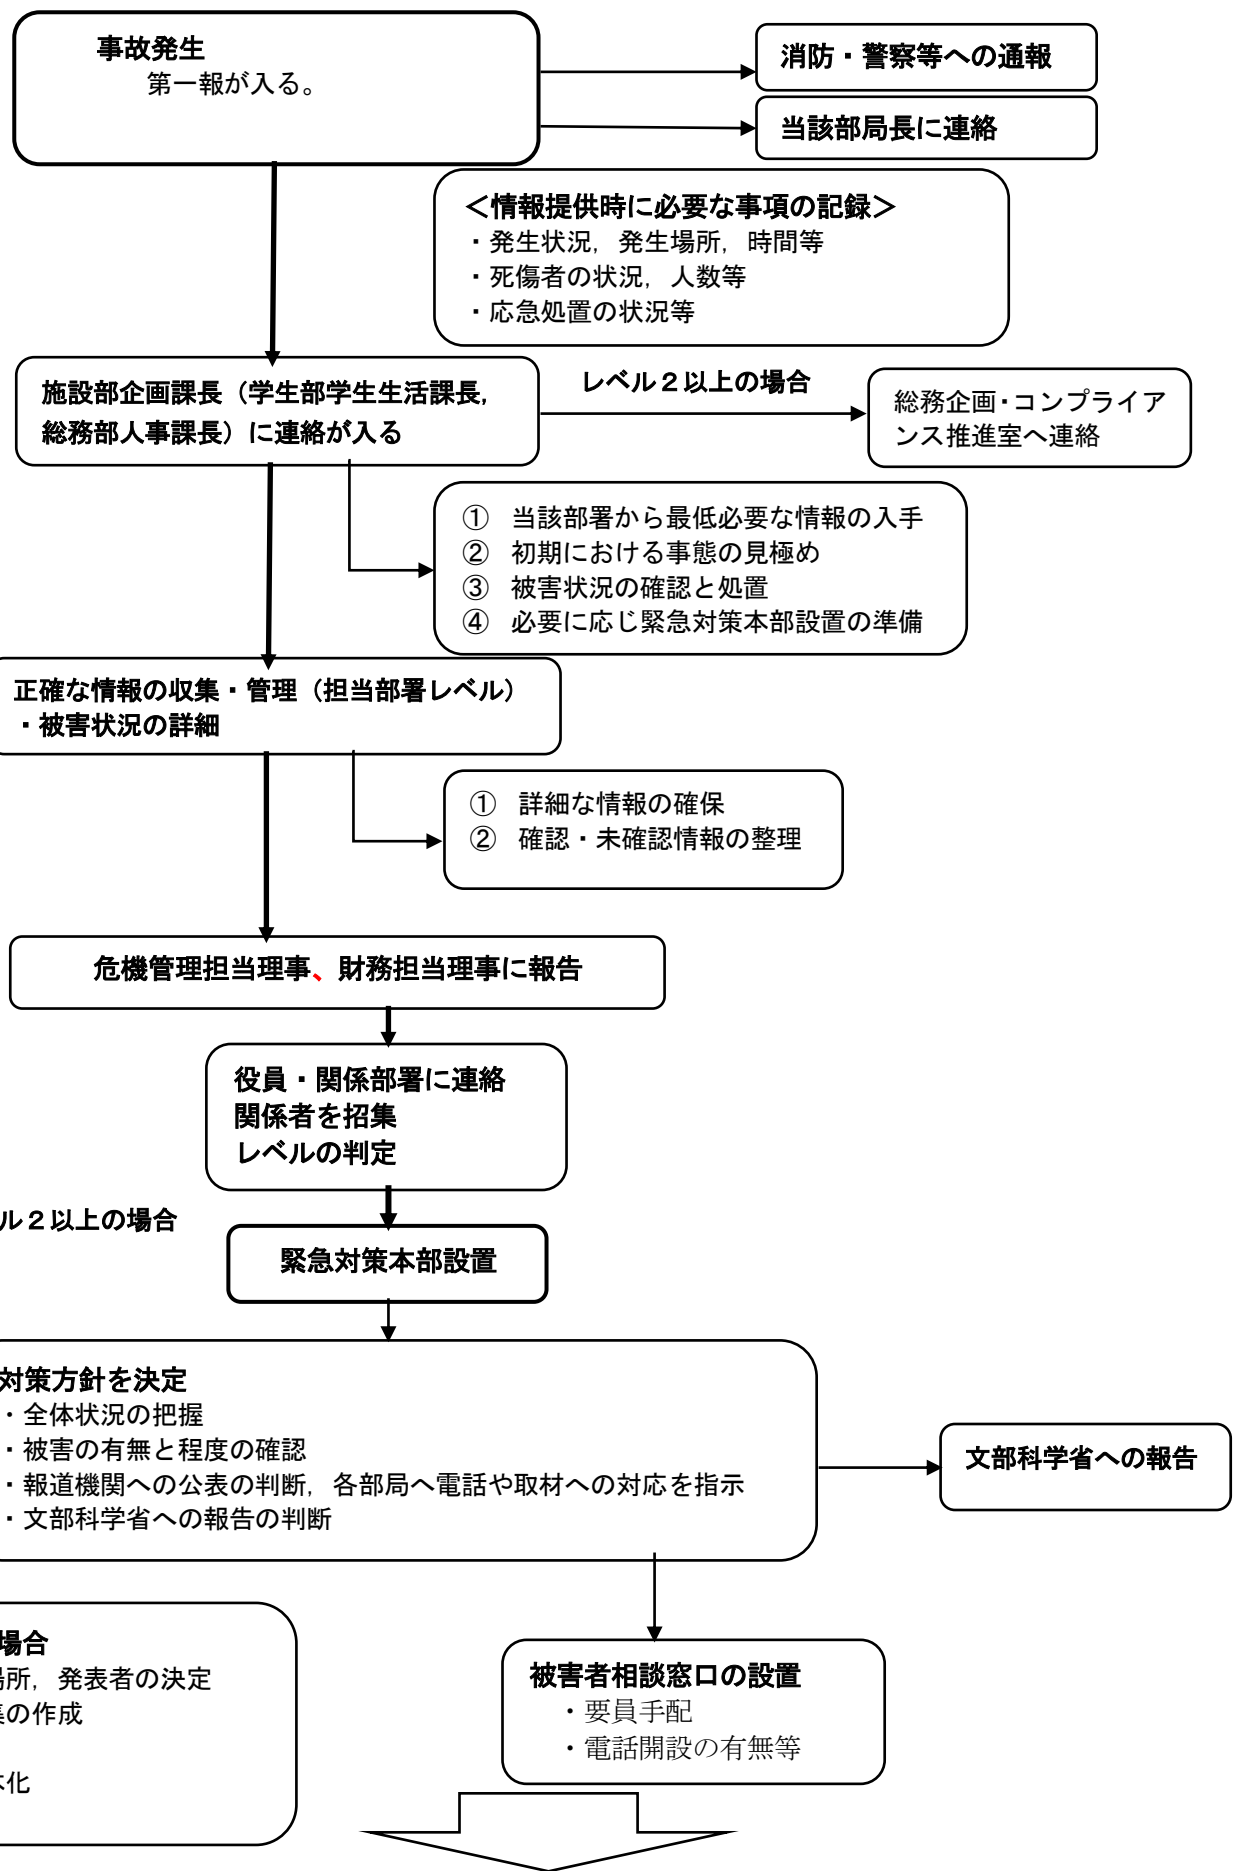 事故発生
第一報が入る。
消防・警察等への通報
当該部局長に連絡
＜情報提供時に必要な事項の記録＞
・発生状況，発生場所，時間等
・死傷者の状況，人数等
・応急処置の状況等
施設部企画課長（学生部学生生活課長，
総務部人事課長）に連絡が入る
レベル２以上の場合
総務企画・コンプライア
ンス推進室へ連絡
① 当該部署から最低必要な情報の入手
② 初期における事態の見極め
③ 被害状況の確認と処置
④ 必要に応じ緊急対策本部設置の準備
正確な情報の収集・管理（担当部署レベル）
・被害状況の詳細
① 詳細な情報の確保
② 確認・未確認情報の整理
危機管理担当理事、財務担当理事に報告
役員・関係部署に連絡
関係者を招集
レベルの判定
ル２以上の場合
緊急対策本部設置
対策方針を決定
・全体状況の把握
・被害の有無と程度の確認
・報道機関への公表の判断，各部局へ電話や取材への対応を指示
・文部科学省への報告の判断
文部科学省への報告
場合
場所，発表者の決定
集の作成
本化
被害者相談窓口の設置
・要員手配
・電話開設の有無等